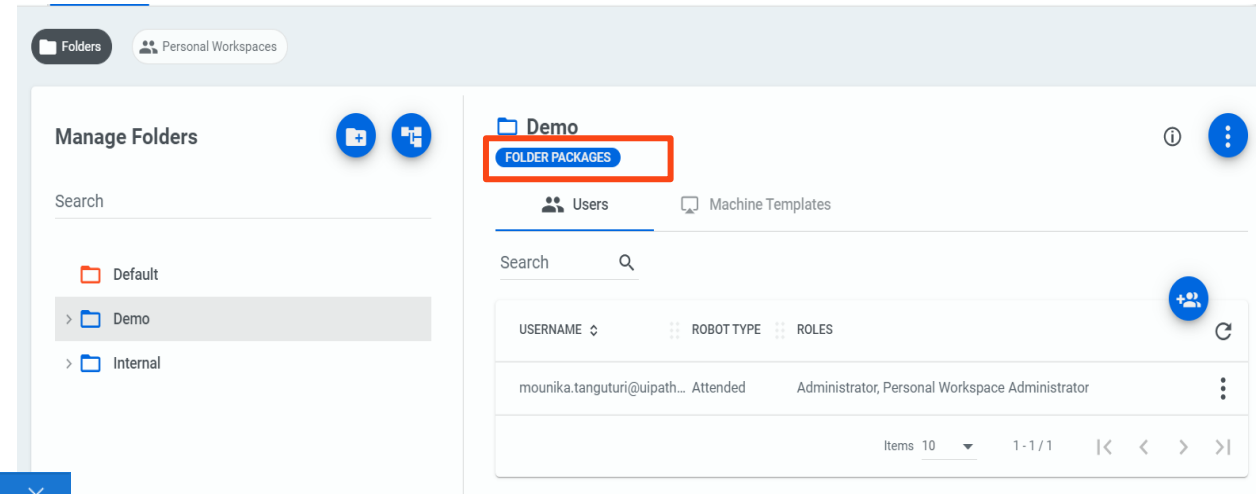 Folders
Personal Workspaces
Manage Folders
Search
Default
Demo
Internal
Demo
FOLDER PACKAGES
Users
Machine Templates
Search
USERNAME ROBOT TYPE ROLES
mounika.tanguturi@uipath... Attended Administrator, Personal Workspace Administrator
Items 10 1 - 1 / 1